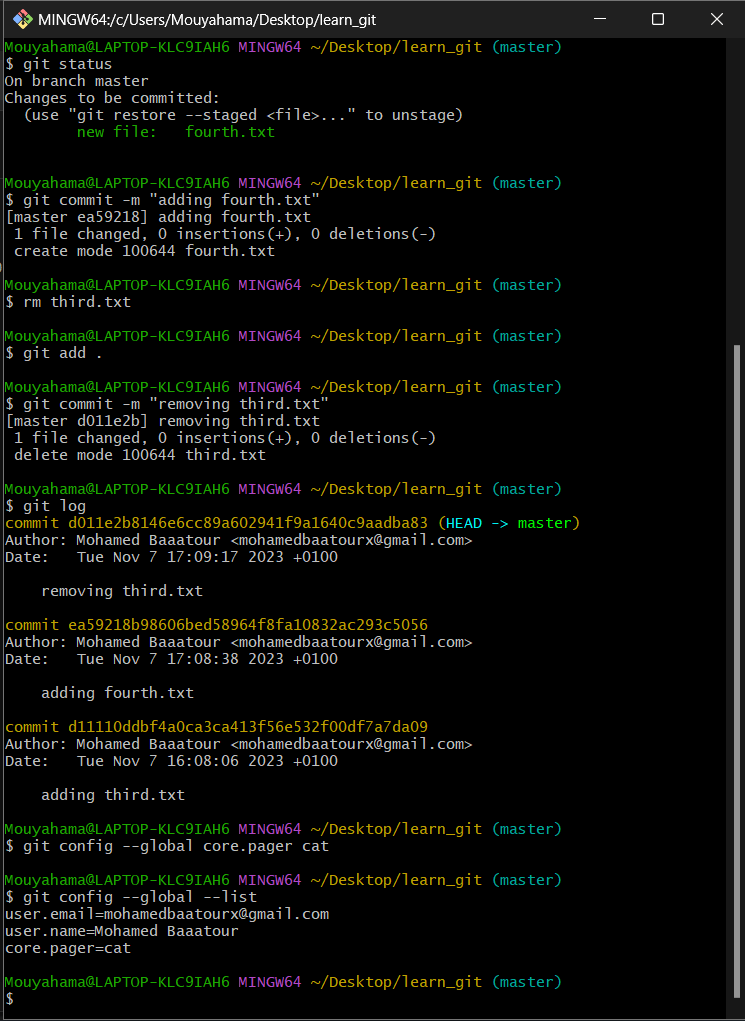 MINGW64:/c/Users/Mouyahama/Desktop/learn_git
Mouyahama@LAPTOP-KLC9IAH6 MINGW64 ~/Desktop/learn_git (master)
$ git status
On branch master
Changes to be committed:
  (use "git restore --staged <file>..." to unstage)
        new file:   fourth.txt
Mouyahama@LAPTOP-KLC9IAH6 MINGW64 ~/Desktop/learn_git (master)
$ git commit -m "adding fourth.txt"
[master ea59218] adding fourth.txt
 1 file changed, 0 insertions(+), 0 deletions(-)
 create mode 100644 fourth.txt
Mouyahama@LAPTOP-KLC9IAH6 MINGW64 ~/Desktop/learn_git (master)
$ rm third.txt
Mouyahama@LAPTOP-KLC9IAH6 MINGW64 ~/Desktop/learn_git (master)
$ git add .
Mouyahama@LAPTOP-KLC9IAH6 MINGW64 ~/Desktop/learn_git (master)
$ git commit -m "removing third.txt"
[master d011e2b] removing third.txt
 1 file changed, 0 insertions(+), 0 deletions(-)
 delete mode 100644 third.txt
Mouyahama@LAPTOP-KLC9IAH6 MINGW64 ~/Desktop/learn_git (master)
$ git log
commit d011e2b8146e6cc89a602941f9a1640c9aadba83 (HEAD -> master)
Author: Mohamed Baaatour <mohamedbaatourx@gmail.com>
Date:   Tue Nov 7 17:09:17 2023 +0100
    removing third.txt
commit ea59218b98606bed58964f8fa10832ac293c5056
Author: Mohamed Baaatour <mohamedbaatourx@gmail.com>
Date:   Tue Nov 7 17:08:38 2023 +0100
    adding fourth.txt
commit d11110ddbf4a0ca3ca413f56e532f00df7a7da09
Author: Mohamed Baaatour <mohamedbaatourx@gmail.com>
Date:   Tue Nov 7 16:08:06 2023 +0100
    adding third.txt
Mouyahama@LAPTOP-KLC9IAH6 MINGW64 ~/Desktop/learn_git (master)
$ git config --global core.pager cat
Mouyahama@LAPTOP-KLC9IAH6 MINGW64 ~/Desktop/learn_git (master)
$ git config --global --list
user.email=mohamedbaatourx@gmail.com
user.name=Mohamed Baaatour
core.pager=cat
Mouyahama@LAPTOP-KLC9IAH6 MINGW64 ~/Desktop/learn_git (master)
$